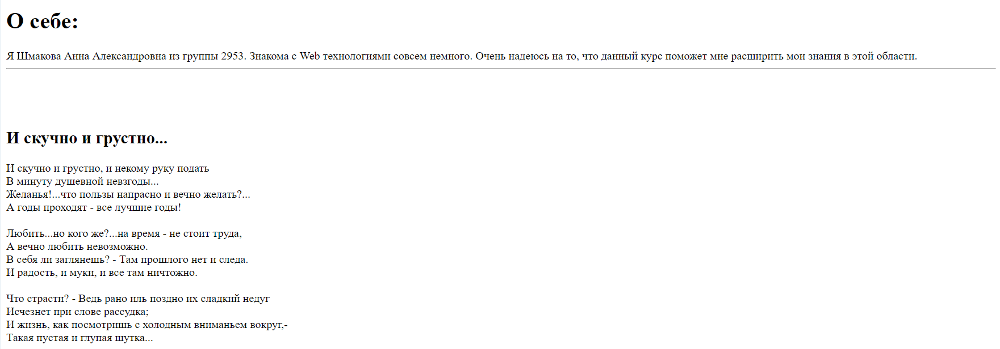 О себе:
Я Шмакова Анна Александровна из группы 2953. Знакома с Web технологиями совсем немного. Очень надеюсь на то, что данный курс поможет мне расширить мои знания в этой области.
И скучно и грустно...
И скучно и грустно, и некому руку подать
В минуту душевной невзгоды...
Желанья!...что пользы напрасно и вечно желать?...
А годы проходят - все лучшие годы!
Любить...но кого же?...на время - не стоит труда,
А вечно любить невозможно.
В себя ли заглянешь? - Там прошлого нет и следа.
И радость, и муки, и все там ничтожно.
Что страсти? - Ведь рано иль поздно их сладкий недуг
Исчезнет при слове рассудка;
И жизнь, как посмотришь с холодным вниманьем вокруг,-
Такая пустая и глупая шутка...